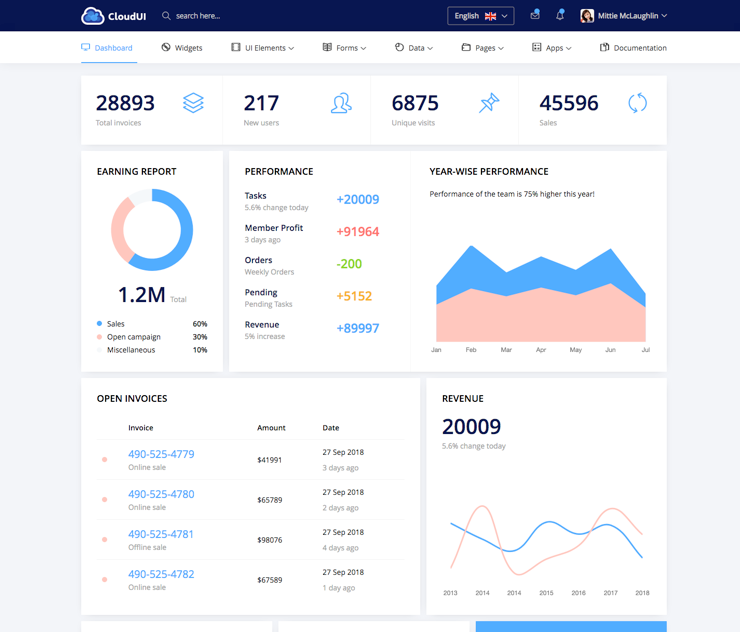 CloudUI
search here...
English
Mittie McLaughlin
Dashboard
Widgets
UI Elements
Forms
Data
Pages
Apps
Documentation
28893
Total invoices
217
New users
6875
Unique visits
45596
Sales
EARNING REPORT
1.2M Total
Sales 60%
Open campaign 30%
Miscellaneous 10%
PERFORMANCE
Tasks
5.6% change today
+20009
Member Profit
3 days ago
+91964
Orders
Weekly Orders
-200
Pending
Pending Tasks
+5152
Revenue
5% increase
+89997
YEAR-WISE PERFORMANCE
Performance of the team is 75% higher this year!
Jan Feb Mar Apr May Jun Jul
OPEN INVOICES
Invoice Amount Date
490-525-4779
Online sale
$41991
27 Sep 2018
3 days ago
490-525-4780
Online sale
$65789
27 Sep 2018
2 days ago
490-525-4781
Offline sale
$98076
27 Sep 2018
4 days ago
490-525-4782
Online sale
$67589
27 Sep 2018
1 day ago
REVENUE
20009
5.6% change today
2013 2014 2014 2015 2016 2017 2018